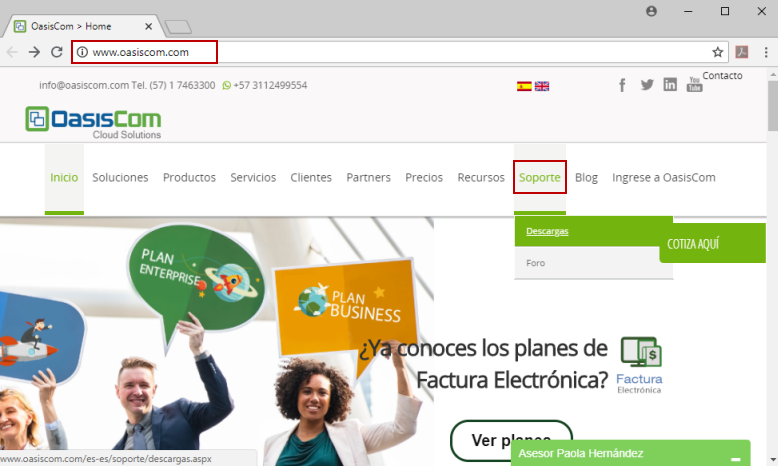 OasisCom > Home
www.oasiscom.com
info@oasiscom.com Tel. (57) 1 7463300 +57 3112499554
You Tube
Contacto
OasisCom
Cloud Solutions
Inicio Soluciones Productos Servicios Clientes Partners Precios Recursos Soporte Blog Ingrese a OasisCom
Descargas
Foro
COTIZA AQUÍ
PLAN
ENTERPRISE
PLAN
BUSINESS
¿Ya conoces los planes de
Factura Electrónica?
Factura
Electrónica
Ver planes
Asesor Paola Hernández
www.oasiscom.com/es-es/soporte/descargas.aspx